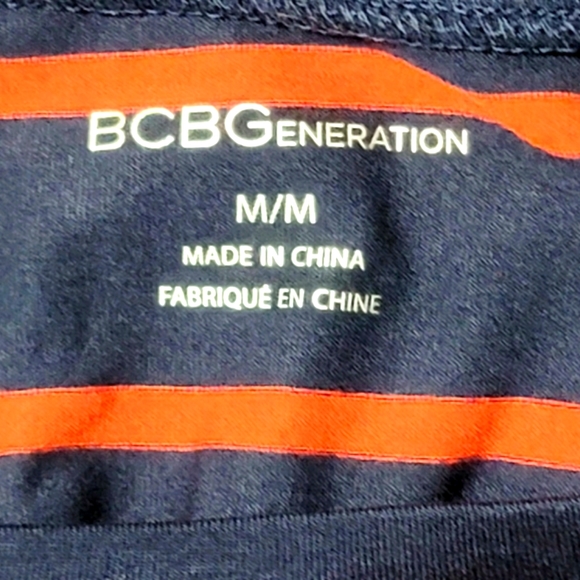 BCBGENERATION
M/M
MADE IN CHINA
FABRIQUÉ EN CHINE